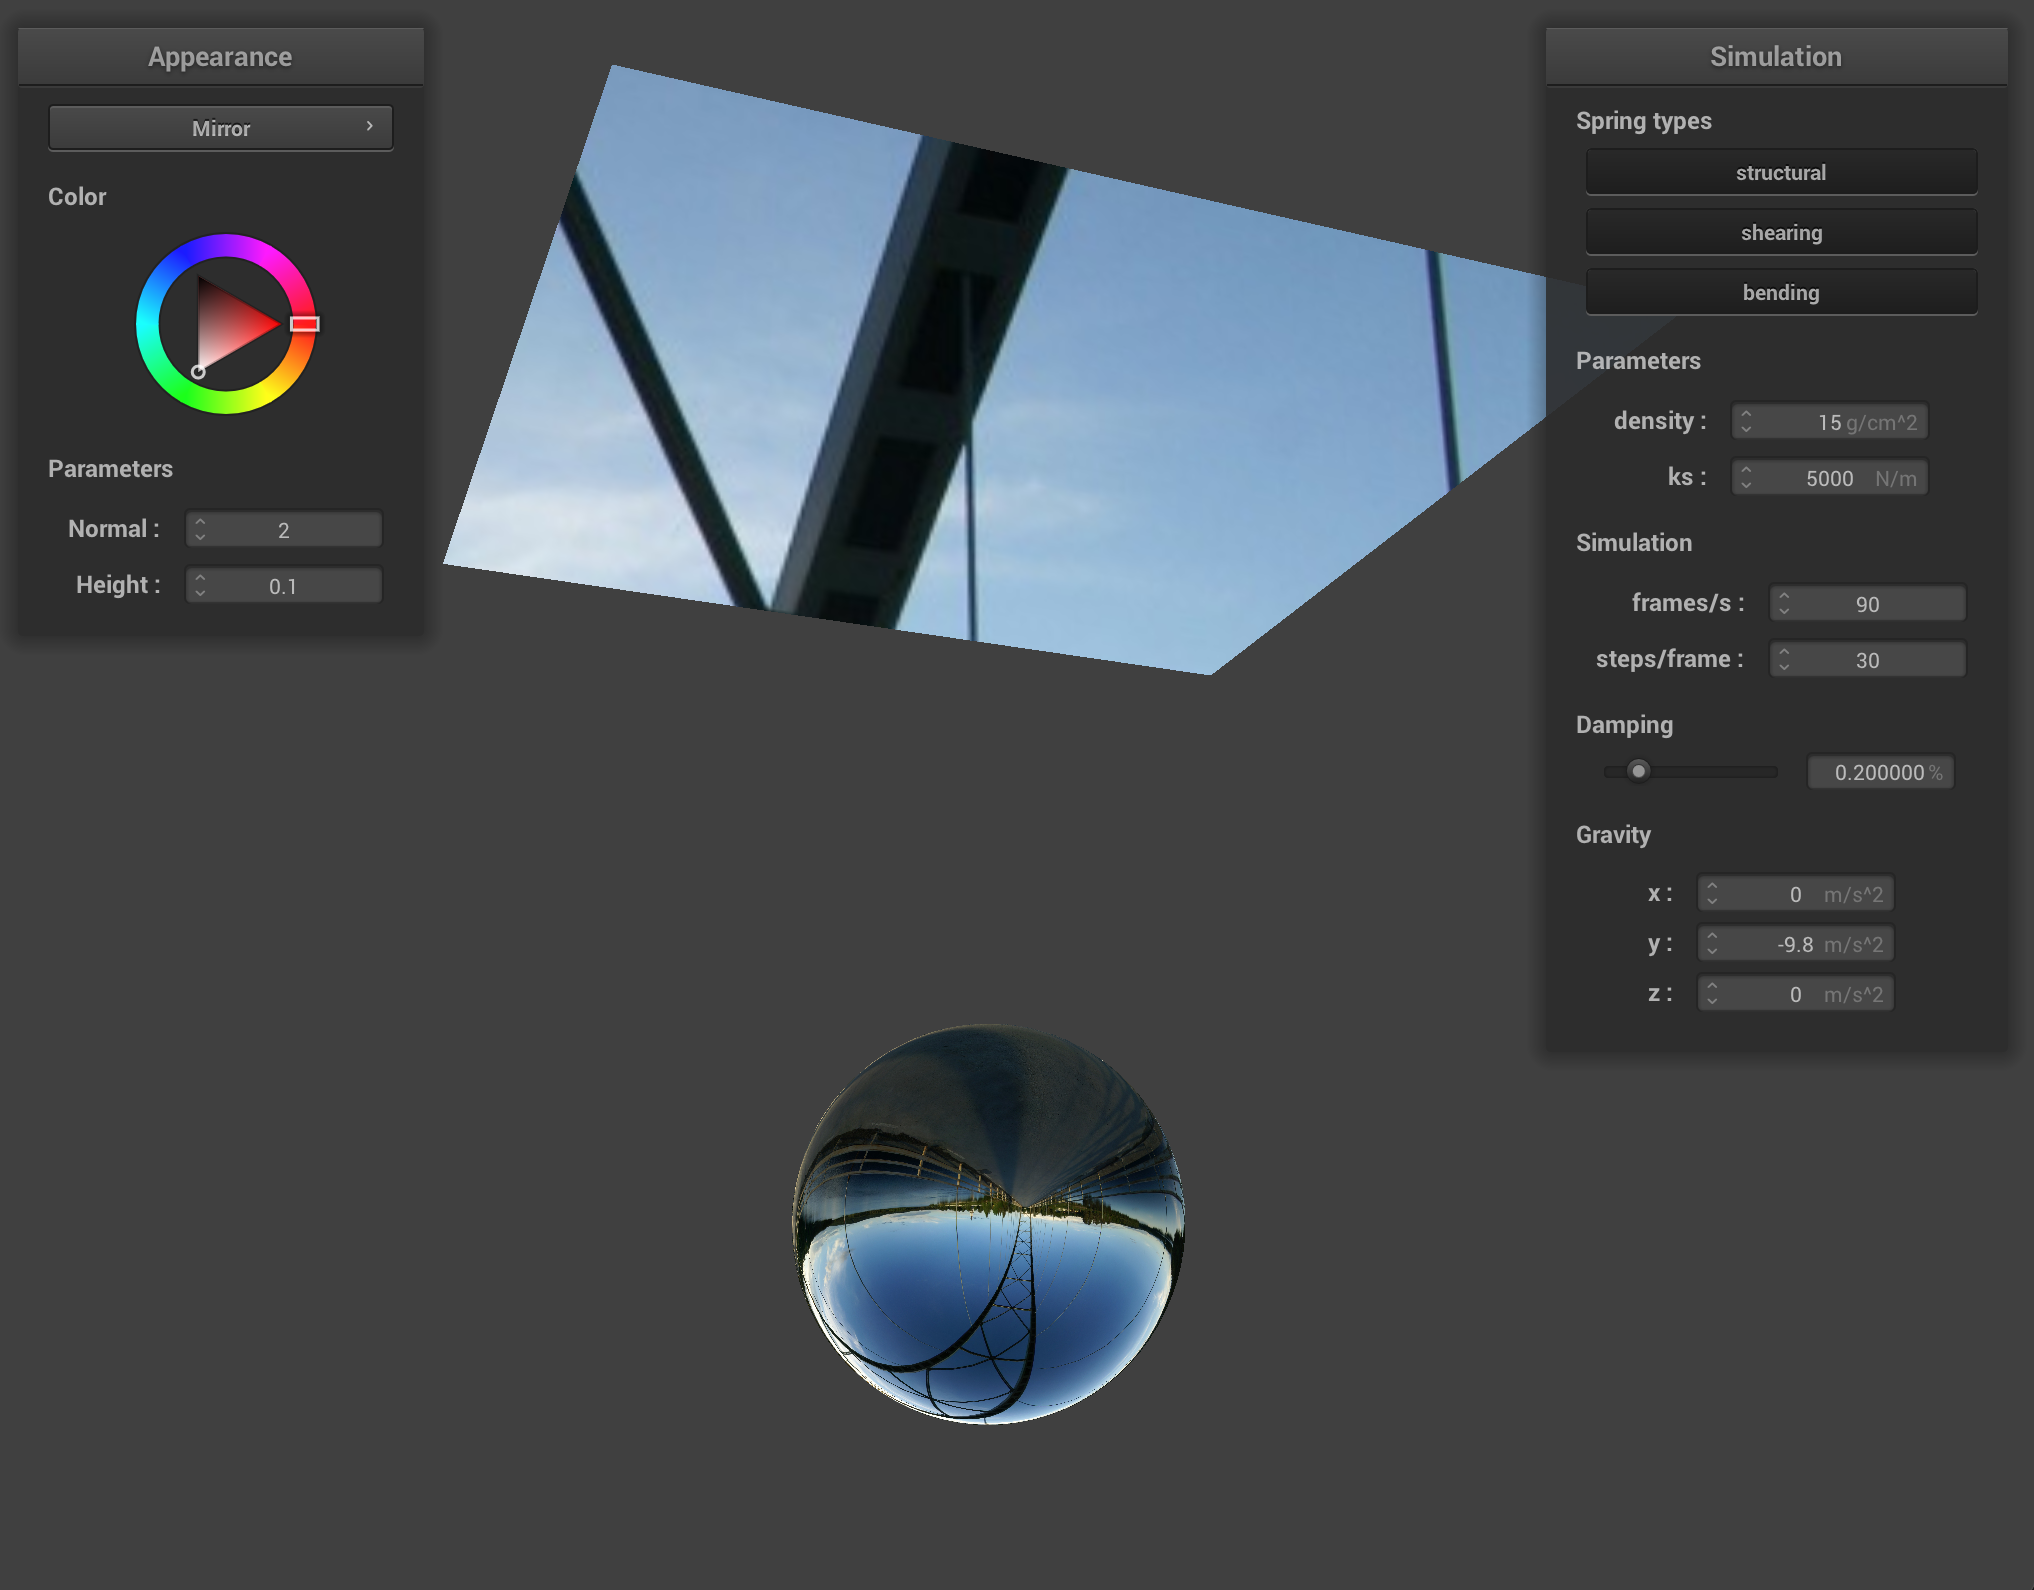 Appearance
Mirror
Color
Parameters
Normal : 2
Height : 0.1
Simulation
Spring types
structural
shearing
bending
Parameters
density : 15 g/cm^2
ks : 5000 N/m
Simulation
frames/s : 90
steps/frame : 30
Damping
0.200000 %
Gravity
x : 0 m/s^2
y : -9.8 m/s^2
z : 0 m/s^2